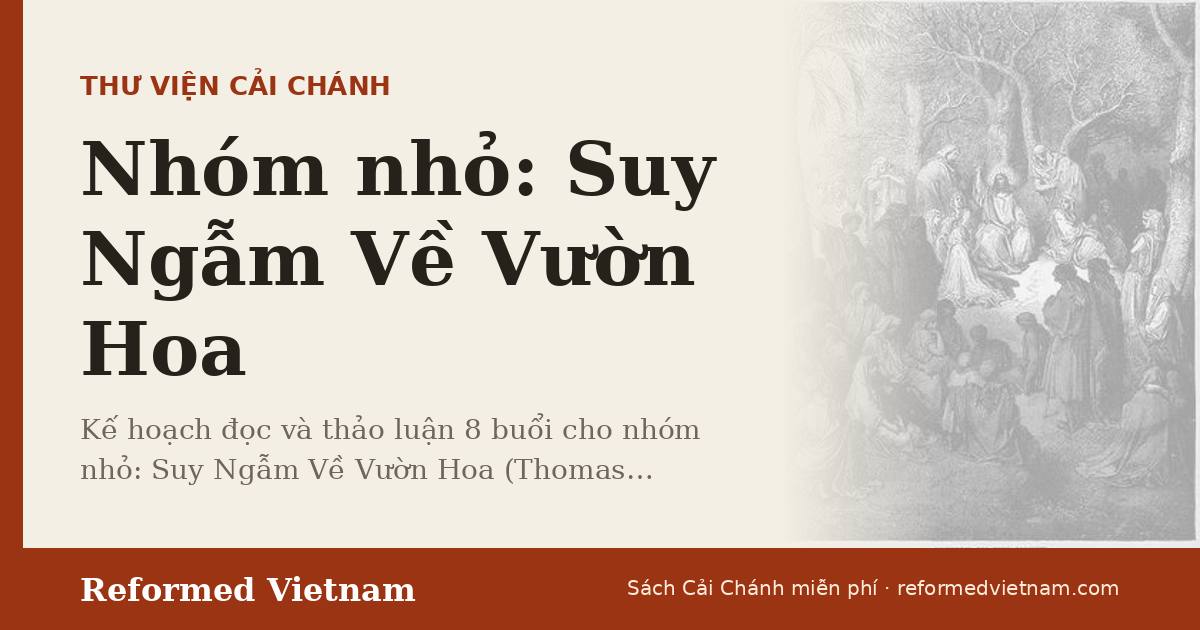 THƯ VIỆN CẢI CHÁNH
Nhóm nhỏ: Suy
Ngẫm Về Vườn
Hoa
Kế hoạch đọc và thảo luận 8 buổi cho nhóm
nhỏ: Suy Ngẫm Về Vườn Hoa (Thomas...
Reformed Vietnam
Sách Cải Chánh miễn phí · reformedvietnam.com